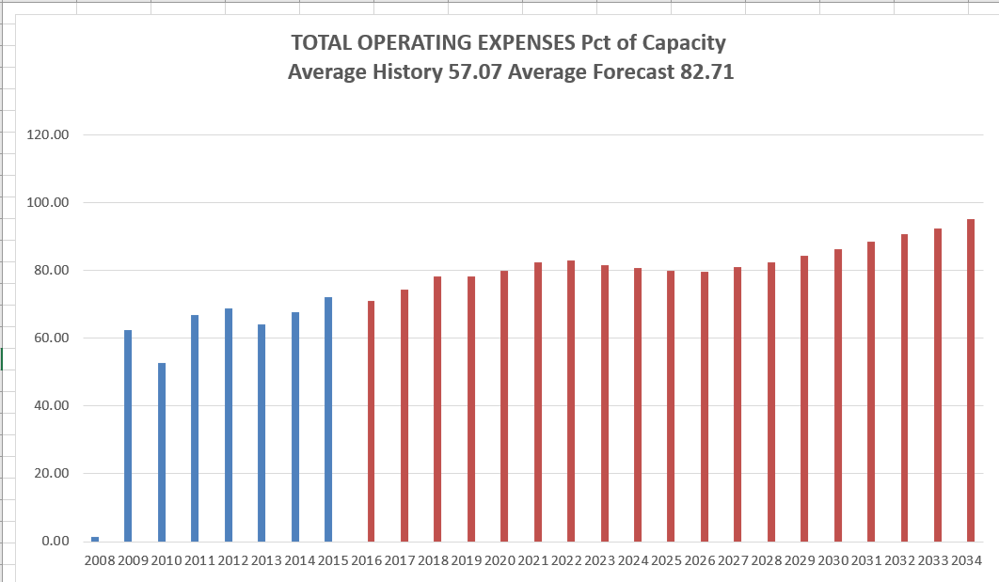 TOTAL OPERATING EXPENSES Pct of Capacity
Average History 57.07 Average Forecast 82.71
120.00
100.00
80.00
60.00
40.00
20.00
0.00
2008 2009 2010 2011 2012 2013 2014 2015 2016 2017 2018 2019 2020 2021 2022 2023 2024 2025 2026 2027 2028 2029 2030 2031 2032 2033 2034